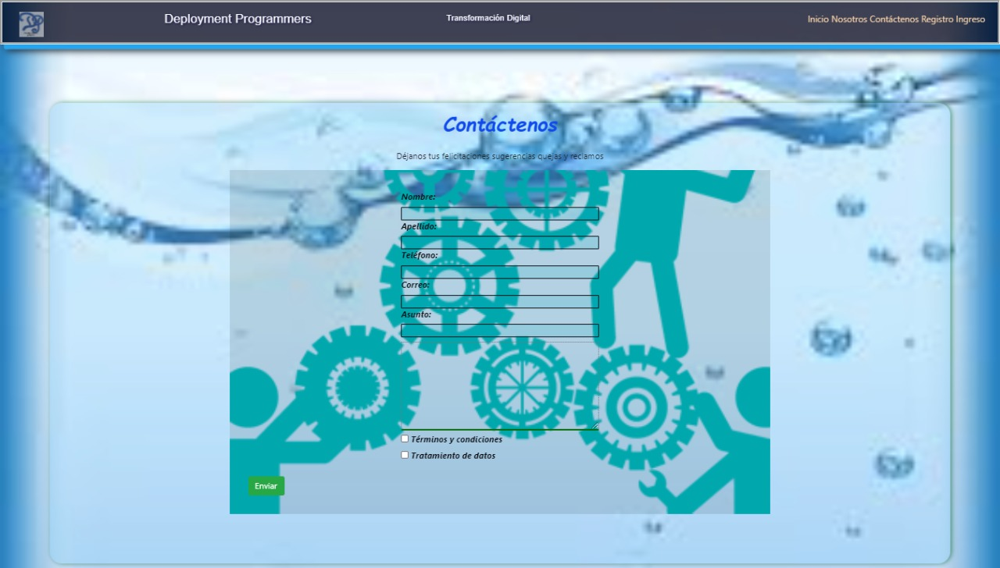 Deployment Programmers
Transformación Digital
Inicio Nosotros Contáctenos Registro Ingreso
Contáctenos
Déjanos tus felicitaciones sugerencias quejas y reclamos
Nombre:
Apellido:
Teléfono:
Correo:
Asunto:
Términos y condiciones
Tratamiento de datos
Enviar